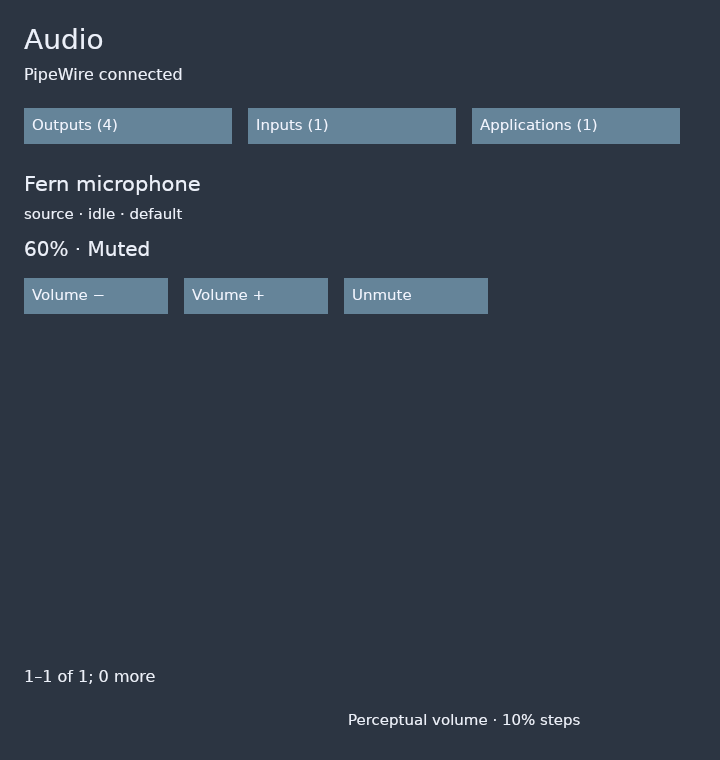 Audio
PipeWire connected
Outputs (4)
Inputs (1)
Applications (1)
Fern microphone
source · idle · default
60% · Muted
Volume −
Volume +
Unmute
1–1 of 1; 0 more
Perceptual volume · 10% steps